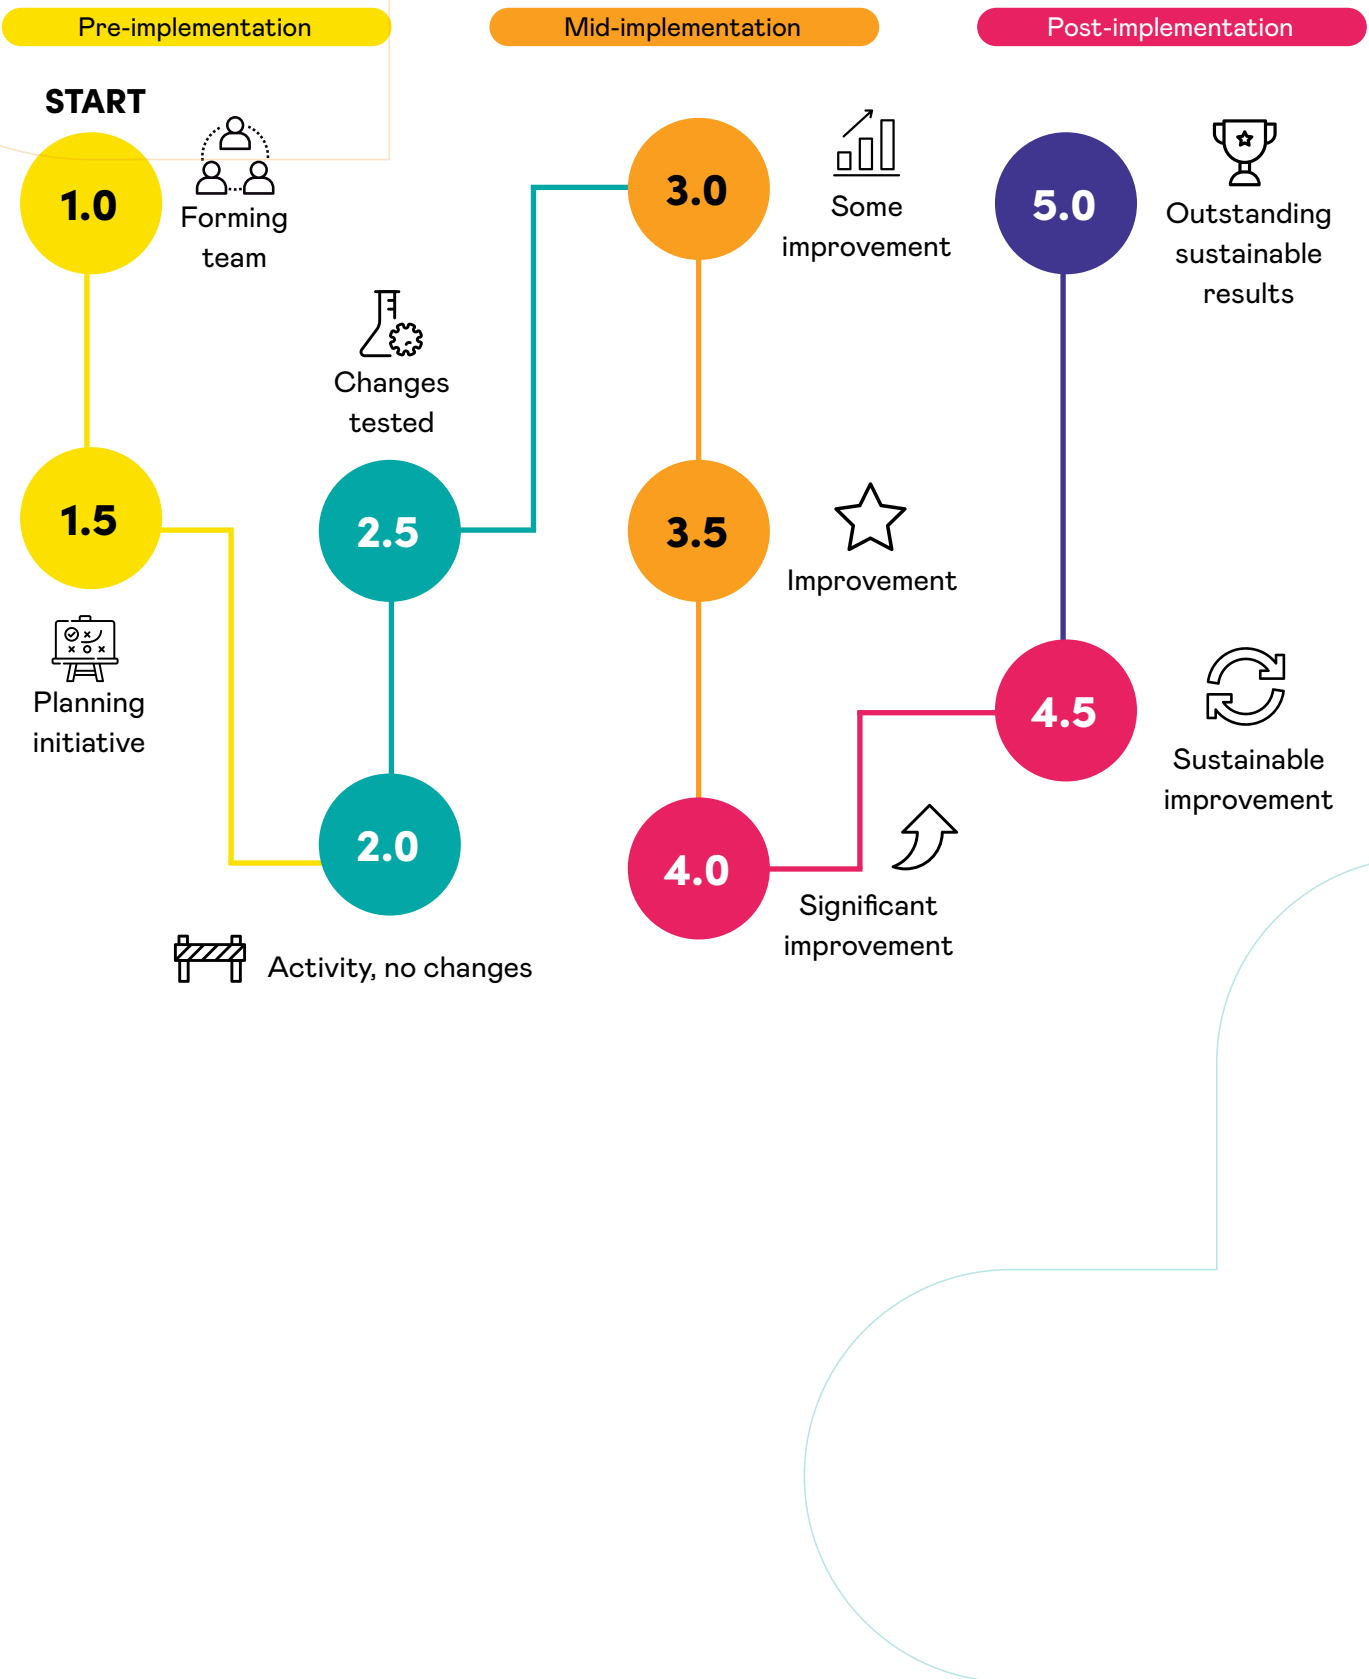 Pre-implementation
Mid-implementation
Post-implementation
START
1.0
Forming
team
1.5
Planning
initiative
2.0
Activity, no changes
2.5
Changes
tested
3.0
Some
improvement
3.5
Improvement
4.0
Significant
improvement
4.5
Sustainable
improvement
5.0
Outstanding
sustainable
results